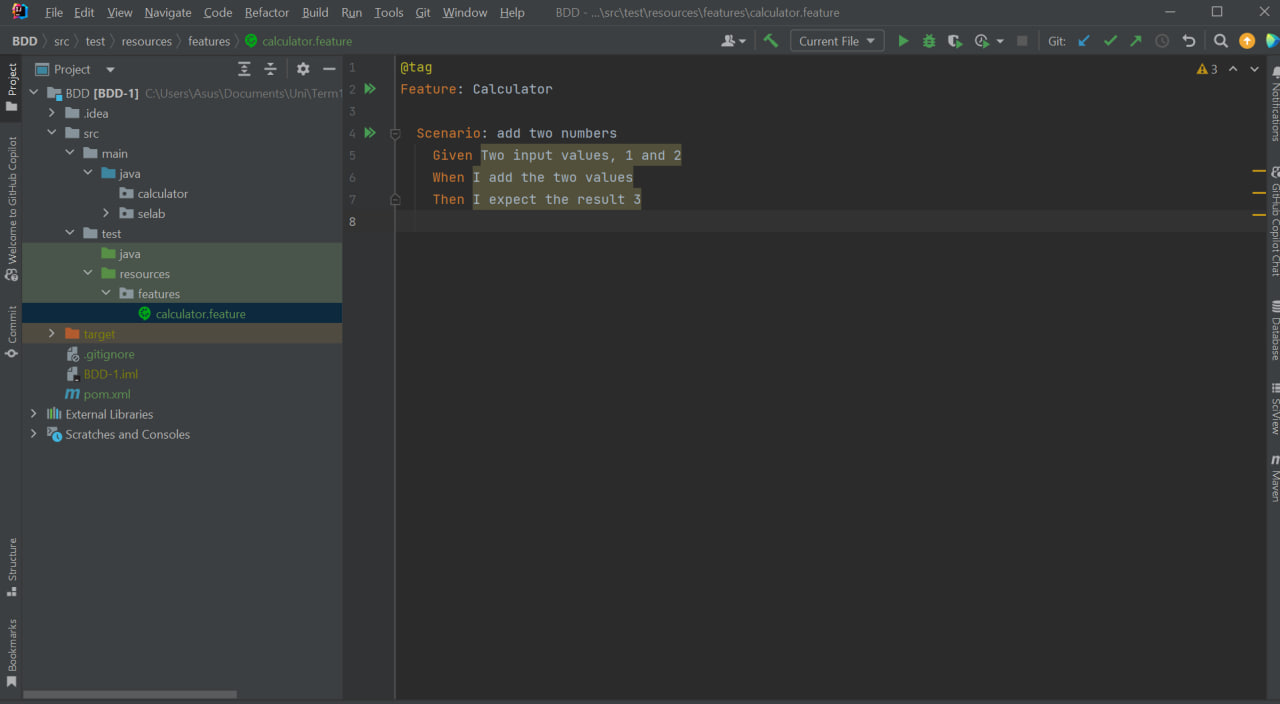 File Edit View Navigate Code Refactor Build Run Tools Git Window Help BDD - ...\src\test\resources\features\calculator.feature
BDD src test resources features calculator.feature Current File Git:
Project
BDD [BDD-1] C:\Users\Asus\Documents\Uni\Term1
.idea
src
main
java
calculator
selab
test
java
resources
features
calculator.feature
target
.gitignore
BDD-1.iml
pom.xml
External Libraries
Scratches and Consoles
1 @tag
2 Feature: Calculator
3
4 Scenario: add two numbers
5 Given Two input values, 1 and 2
6 When I add the two values
7 Then I expect the result 3
8
3
Project
Welcome to GitHub Copilot
Commit
Structure
Bookmarks
Notifications
GitHub Copilot Chat
Database
SciView
Maven